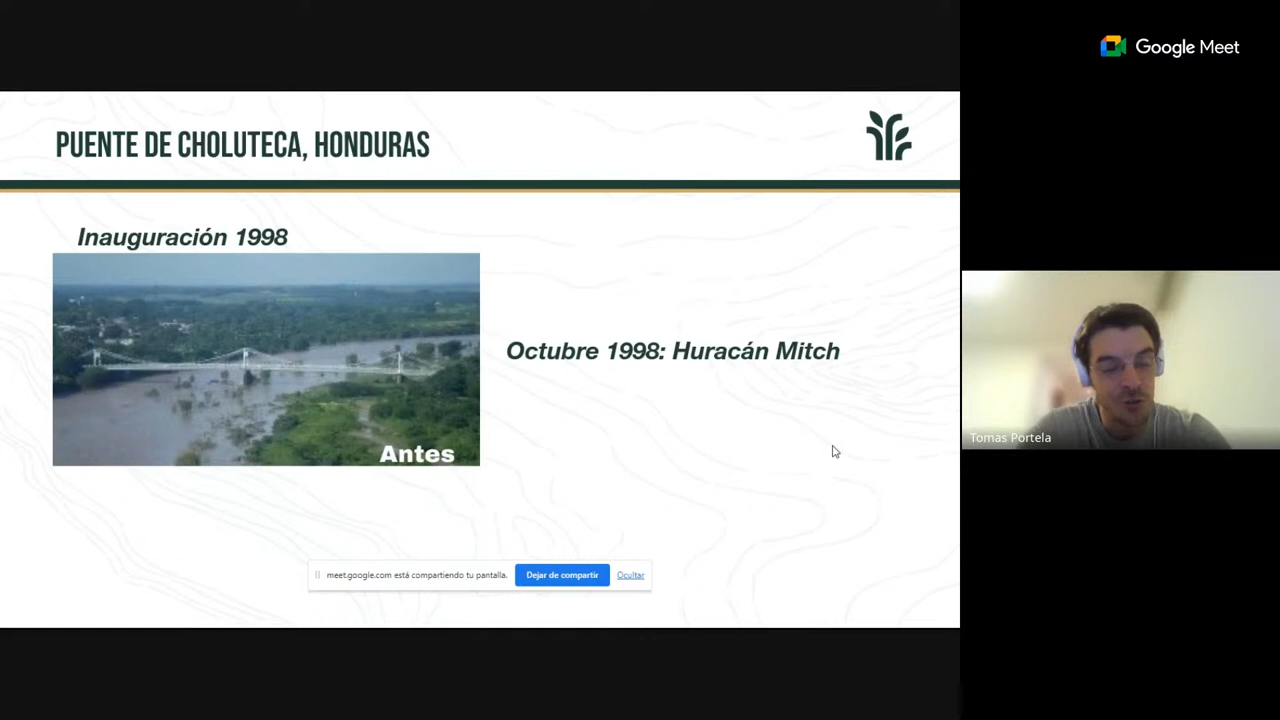 Google Meet
PUENTE DE CHOLUTECA, HONDURAS
Inauguración 1998
Antes
Octubre 1998: Huracán Mitch
meet.google.com está compartiendo tu pantalla.
Dejar de compartir
Ocultar
Tomas Portela